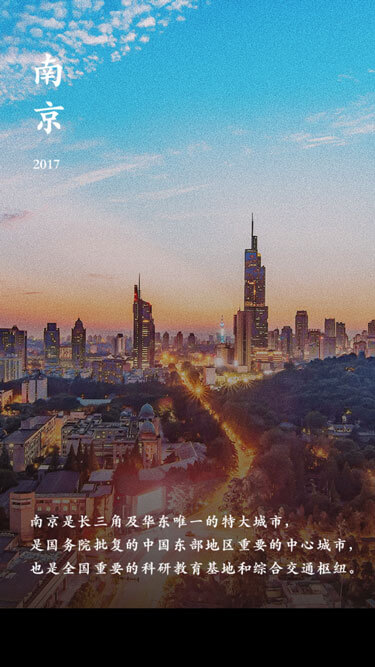 南
京
2017
南京是长三角及华东唯一的特大城市，
是国务院批复的中国东部地区重要的中心城市，
也是全国重要的科研教育基地和综合交通枢纽。